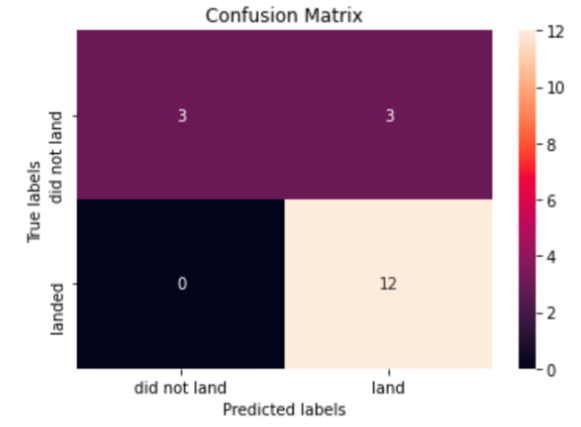 Confusion Matrix
True labels
did not land
landed
3 3
0 12
did not land land
Predicted labels
12
10
8
6
4
2
0